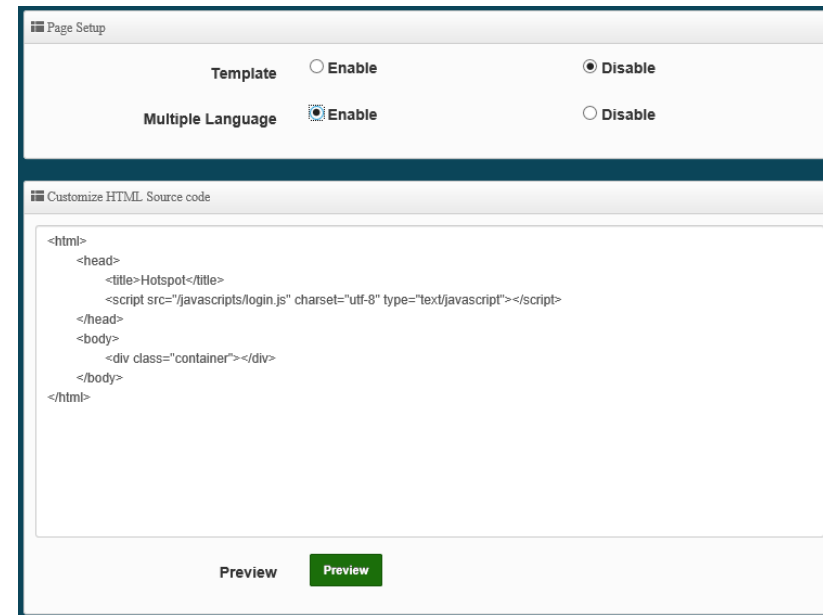 Page Setup
Template Enable Disable
Multiple Language Enable Disable
Customize HTML Source code
<html>
<head>
<title>Hotspot</title>
<script src="/javascripts/login.js" charset="utf-8" type="text/javascript"></script>
</head>
<body>
<div class="container"></div>
</body>
</html>
Preview Preview